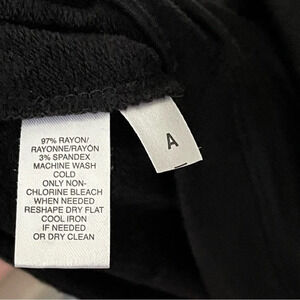 97% RAYON/
RAYONNE/RAYÓN
3% SPANDEX
MACHINE WASH
COLD
ONLY NON-
CHLORINE BLEACH
WHEN NEEDED
RESHAPE DRY FLAT
COOL IRON
IF NEEDED
OR DRY CLEAN
A